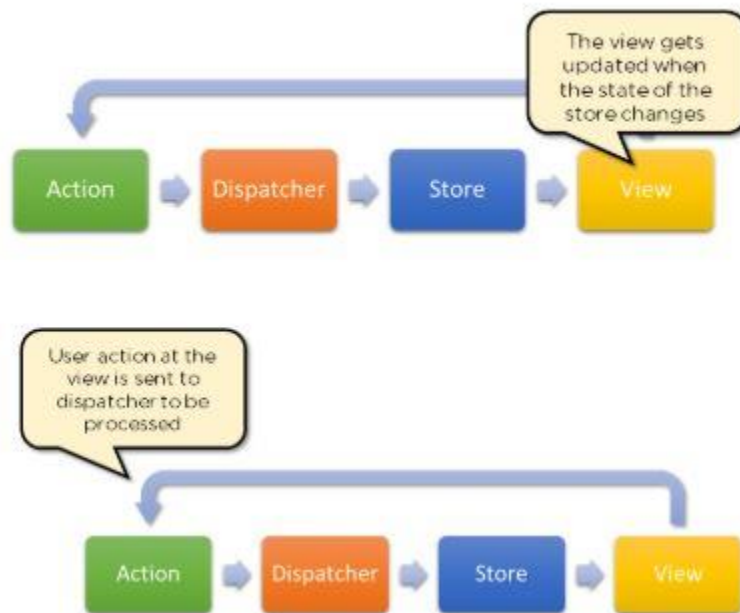 The view gets
updated when
the state of the
store changes
Action
Dispatcher
Store
View
User action at the
view is sent to
dispatcher to be
processed
Action
Dispatcher
Store
View